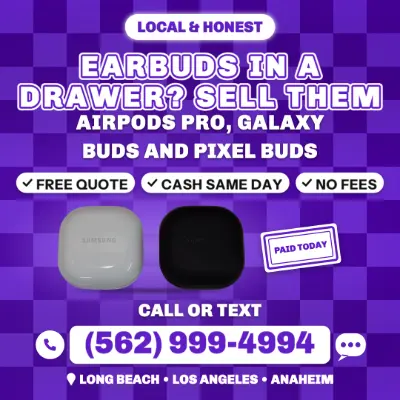 LOCAL & HONEST
EARBUDS IN A
DRAWER? SELL THEM
AIRPODS PRO, GALAXY
BUDS AND PIXEL BUDS
FREE QUOTE
CASH SAME DAY
NO FEES
SAMSUNG
PAID TODAY
CALL OR TEXT
(562) 999-4994
LONG BEACH • LOS ANGELES • ANAHEIM